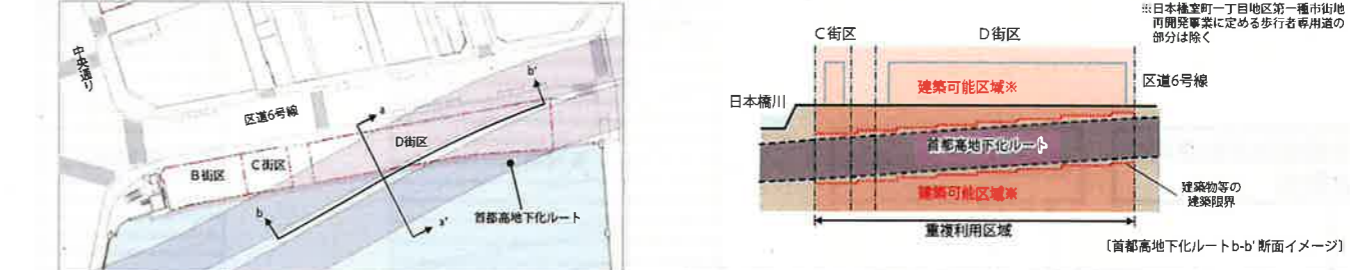 中央通り
区道6号線
B街区
C街区
D街区
a
a'
b
b'
首都高地下化ルート
※日本橋室町一丁目地区第一種市街地
再開発事業に定める歩行者専用道の
部分は除く
C街区
D街区
建築可能区域※
区道6号線
日本橋川
首都高地下化ルート
建築可能区域※
建築物等の
建築限界
重複利用区域
〔首都高地下化ルートb-b'断面イメージ〕